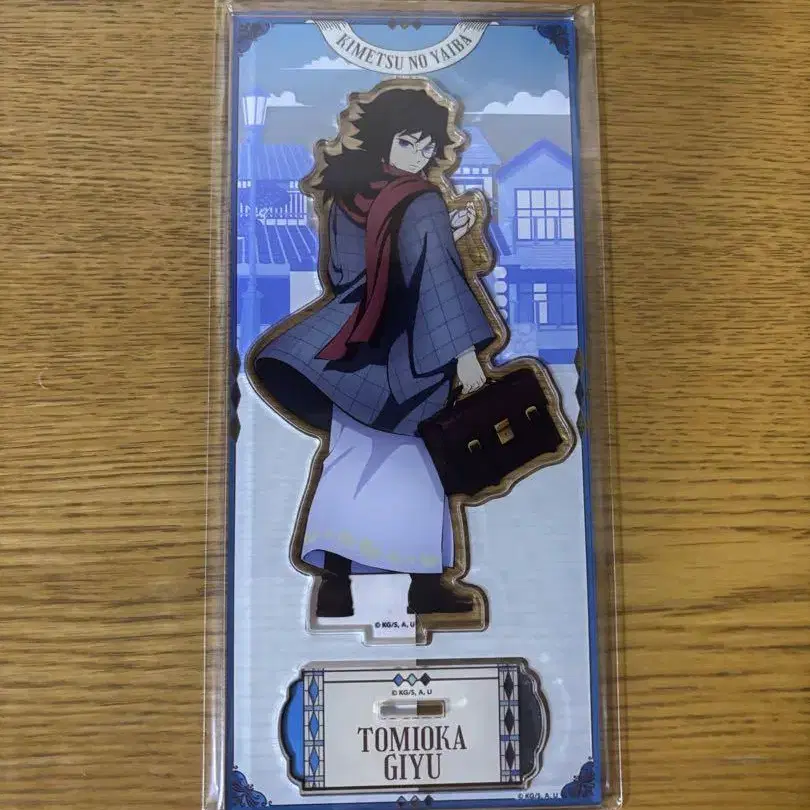 KIMETSU NO YAIBA
© KG/S, A, U
© KG/S, A, U
TOMIOKA
GIYU
© KG/S, A, U